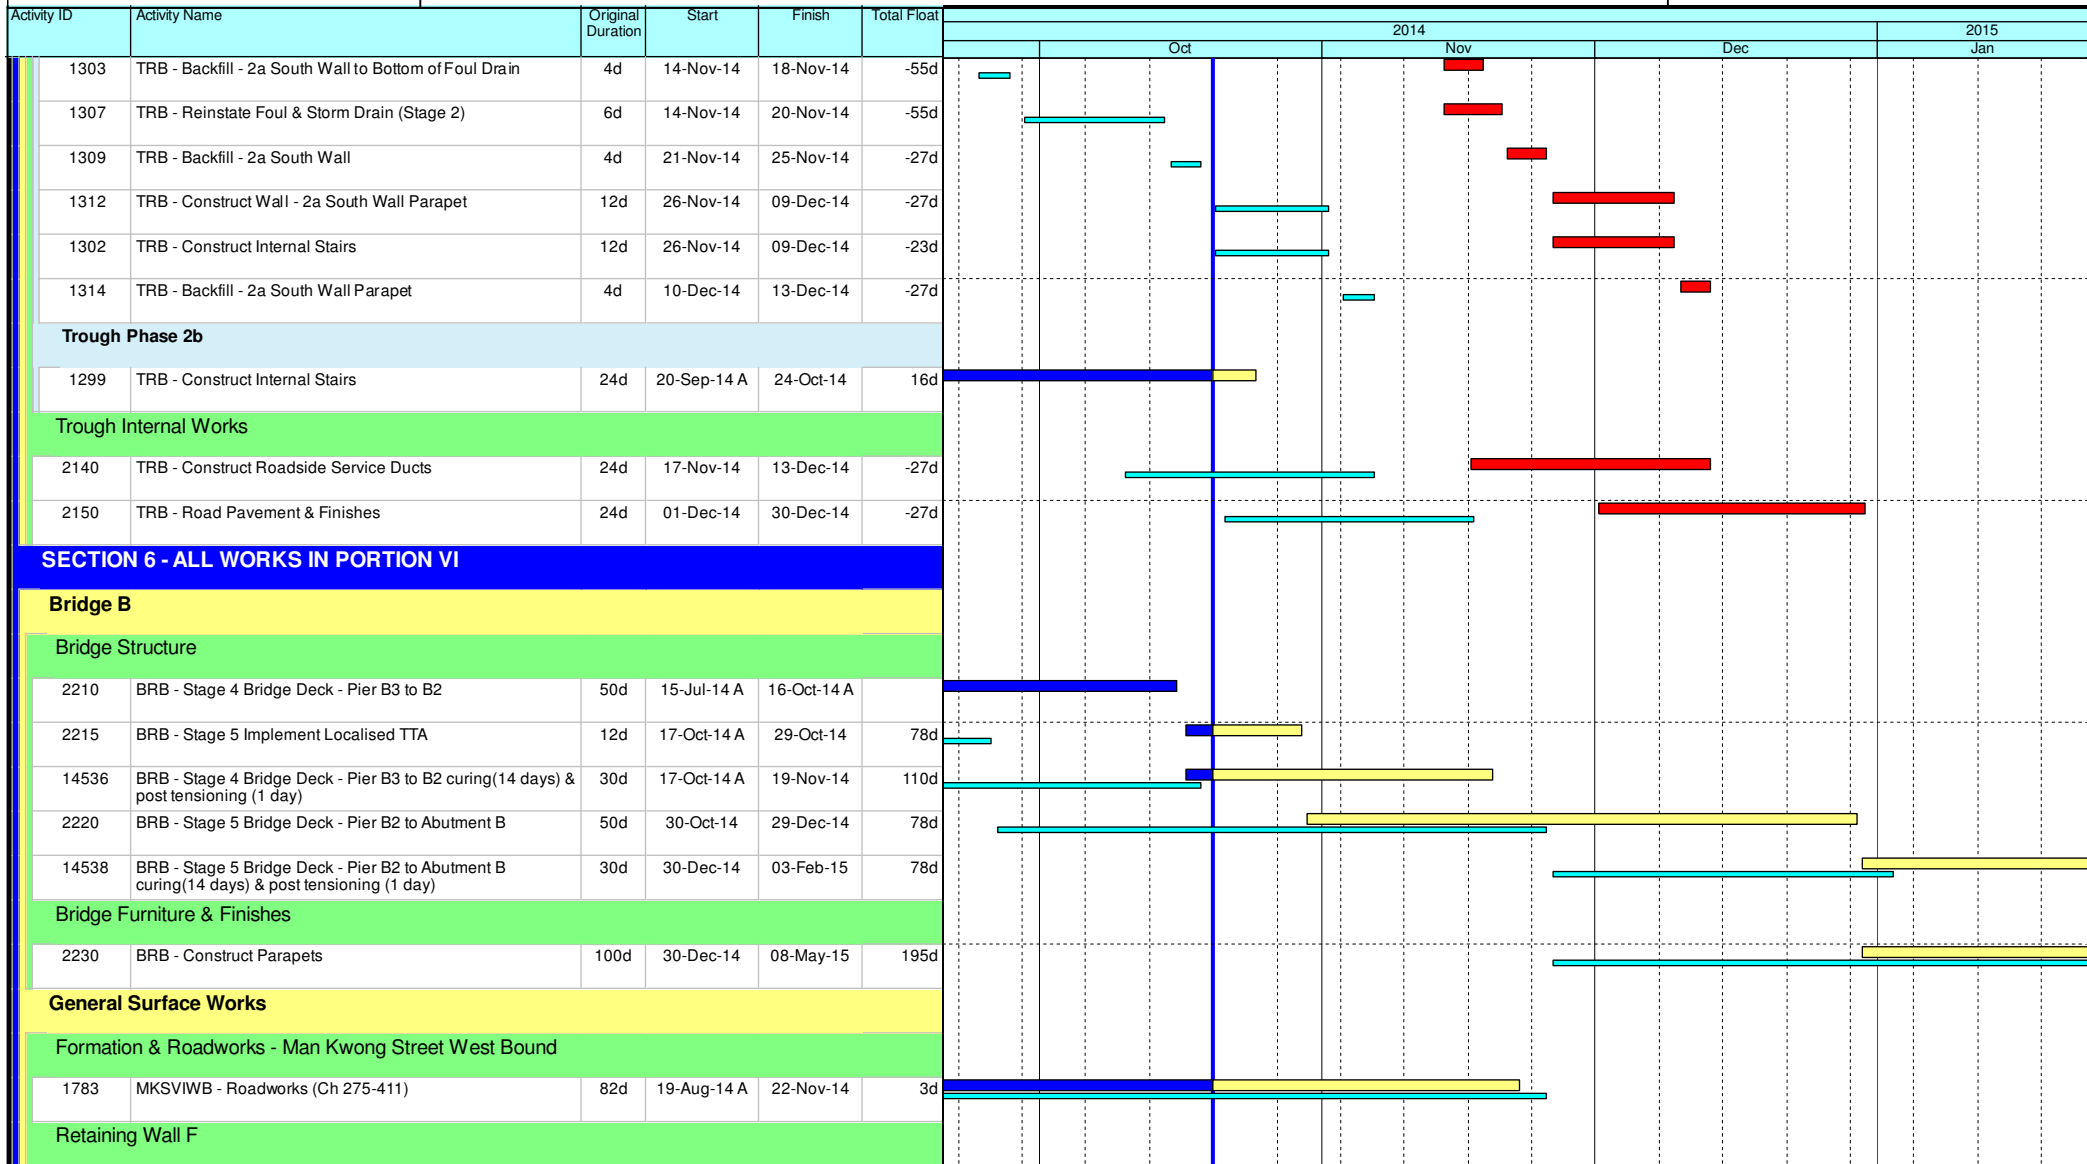 Activity ID Activity Name Original Duration Start Finish Total Float
2014 2015
Oct Nov Dec Jan
1303 TRB - Backfill - 2a South Wall to Bottom of Foul Drain 4d 14-Nov-14 18-Nov-14 -55d
1307 TRB - Reinstate Foul & Storm Drain (Stage 2) 6d 14-Nov-14 20-Nov-14 -55d
1309 TRB - Backfill - 2a South Wall 4d 21-Nov-14 25-Nov-14 -27d
1312 TRB - Construct Wall - 2a South Wall Parapet 12d 26-Nov-14 09-Dec-14 -27d
1302 TRB - Construct Internal Stairs 12d 26-Nov-14 09-Dec-14 -23d
1314 TRB - Backfill - 2a South Wall Parapet 4d 10-Dec-14 13-Dec-14 -27d
Trough Phase 2b
1299 TRB - Construct Internal Stairs 24d 20-Sep-14 A 24-Oct-14 16d
Trough Internal Works
2140 TRB - Construct Roadside Service Ducts 24d 17-Nov-14 13-Dec-14 -27d
2150 TRB - Road Pavement & Finishes 24d 01-Dec-14 30-Dec-14 -27d
SECTION 6 - ALL WORKS IN PORTION VI
Bridge B
Bridge Structure
2210 BRB - Stage 4 Bridge Deck - Pier B3 to B2 50d 15-Jul-14 A 16-Oct-14 A
2215 BRB - Stage 5 Implement Localised TTA 12d 17-Oct-14 A 29-Oct-14 78d
14536 BRB - Stage 4 Bridge Deck - Pier B3 to B2 curing(14 days) & 30d 17-Oct-14 A 19-Nov-14 110d
post tensioning (1 day)
2220 BRB - Stage 5 Bridge Deck - Pier B2 to Abutment B 50d 30-Oct-14 29-Dec-14 78d
14538 BRB - Stage 5 Bridge Deck - Pier B2 to Abutment B 30d 30-Dec-14 03-Feb-15 78d
curing(14 days) & post tensioning (1 day)
Bridge Furniture & Finishes
2230 BRB - Construct Parapets 100d 30-Dec-14 08-May-15 195d
General Surface Works
Formation & Roadworks - Man Kwong Street West Bound
1783 MKSVIWB - Roadworks (Ch 275-411) 82d 19-Aug-14 A 22-Nov-14 3d
Retaining Wall F